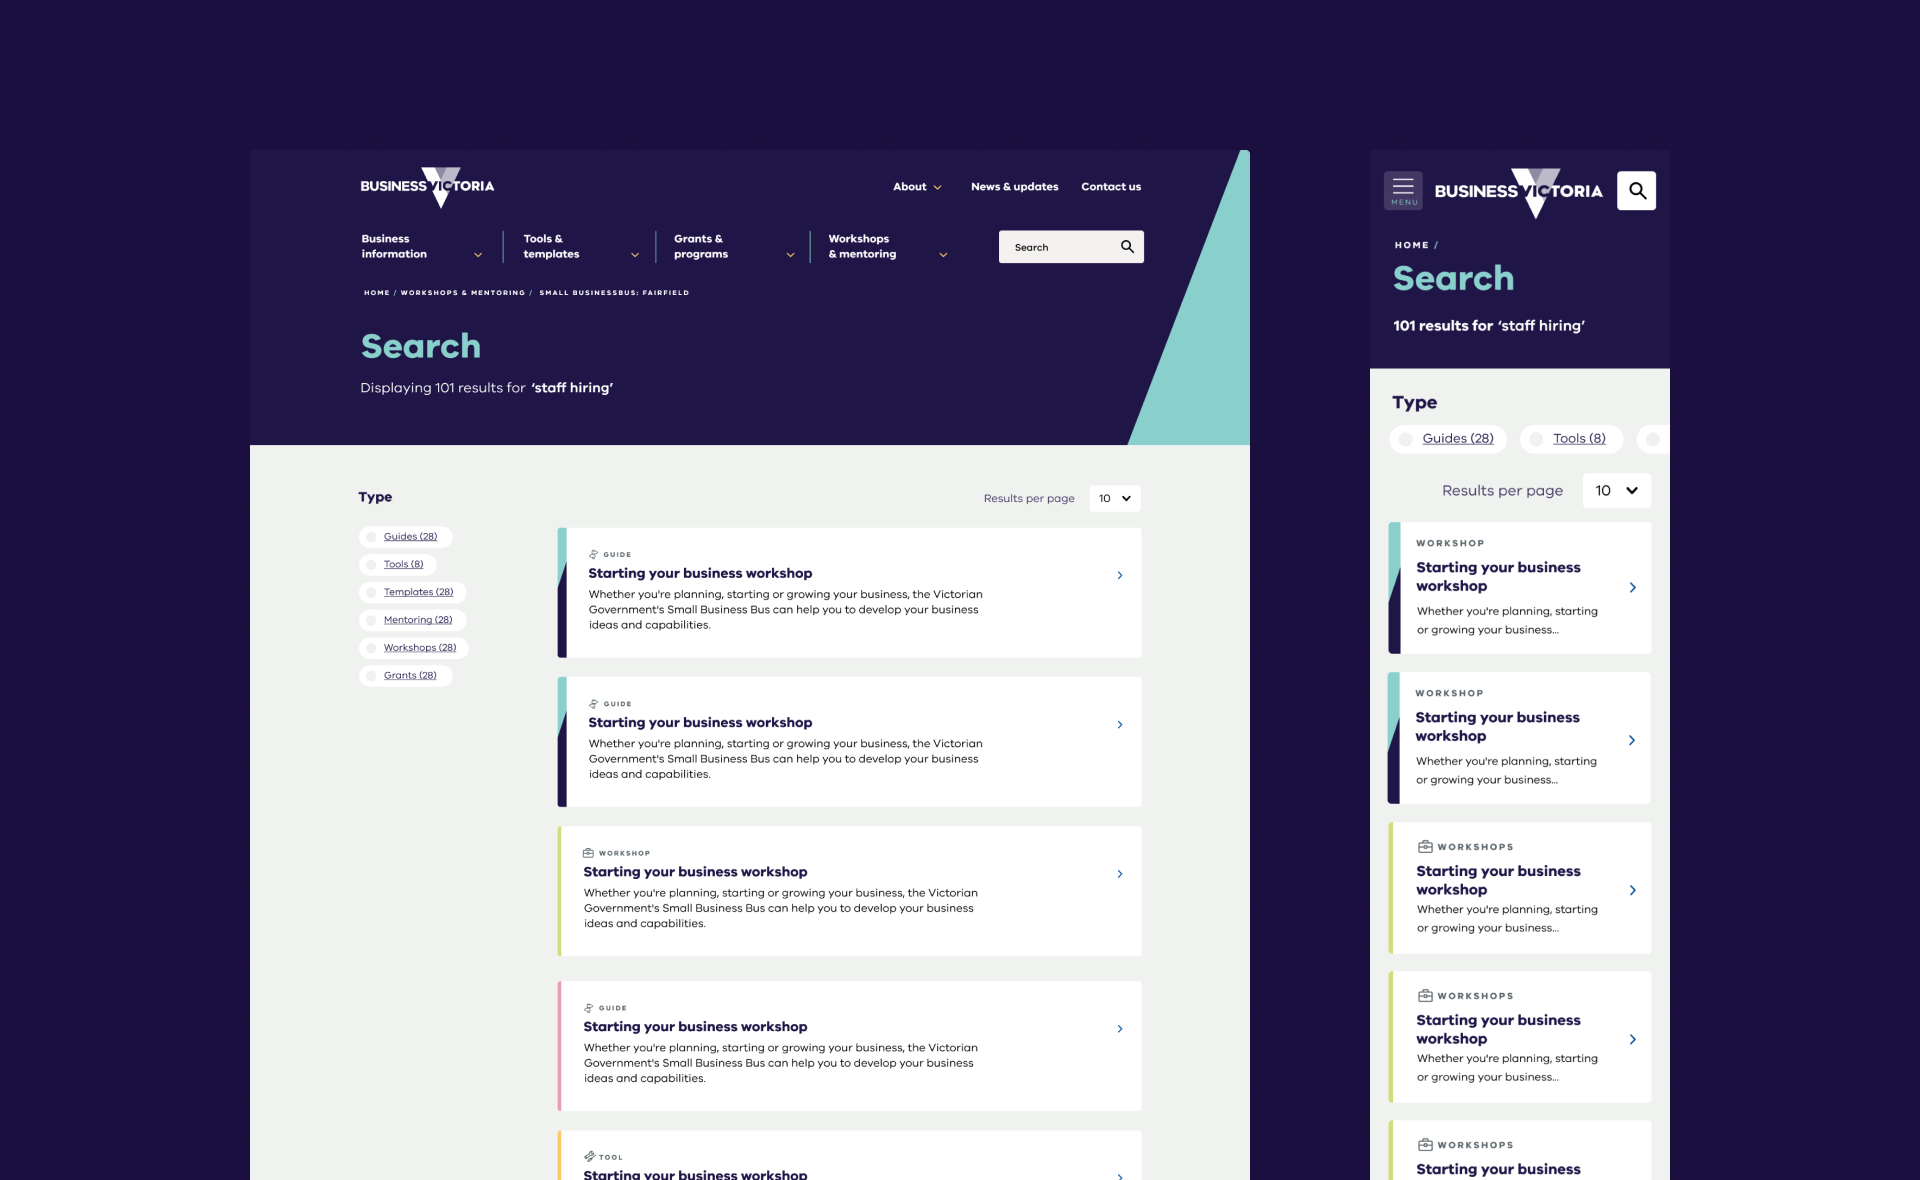 BUSINESS VICTORIA
About
News & updates
Contact us
Business
information
Tools &
templates
Grants &
programs
Workshops
& mentoring
Search
HOME / WORKSHOPS & MENTORING / SMALL BUSINESSBUS: FAIRFIELD
Search
Displaying 101 results for 'staff hiring'
Type
Guides (28)
Tools (8)
Templates (28)
Mentoring (28)
Workshops (28)
Grants (28)
Results per page 10
GUIDE
Starting your business workshop
Whether you're planning, starting or growing your business, the Victorian
Government's Small Business Bus can help you to develop your business
ideas and capabilities.
GUIDE
Starting your business workshop
Whether you're planning, starting or growing your business, the Victorian
Government's Small Business Bus can help you to develop your business
ideas and capabilities.
WORKSHOP
Starting your business workshop
Whether you're planning, starting or growing your business, the Victorian
Government's Small Business Bus can help you to develop your business
ideas and capabilities.
GUIDE
Starting your business workshop
Whether you're planning, starting or growing your business, the Victorian
Government's Small Business Bus can help you to develop your business
ideas and capabilities.
TOOL
Starting your business workshop
MENU
BUSINESS VICTORIA
HOME /
Search
101 results for 'staff hiring'
Type
Guides (28)
Tools (8)
Results per page 10
WORKSHOP
Starting your business
workshop
Whether you're planning, starting
or growing your business...
WORKSHOP
Starting your business
workshop
Whether you're planning, starting
or growing your business...
WORKSHOPS
Starting your business
workshop
Whether you're planning, starting
or growing your business...
WORKSHOPS
Starting your business
workshop
Whether you're planning, starting
or growing your business...
WORKSHOPS
Starting your business